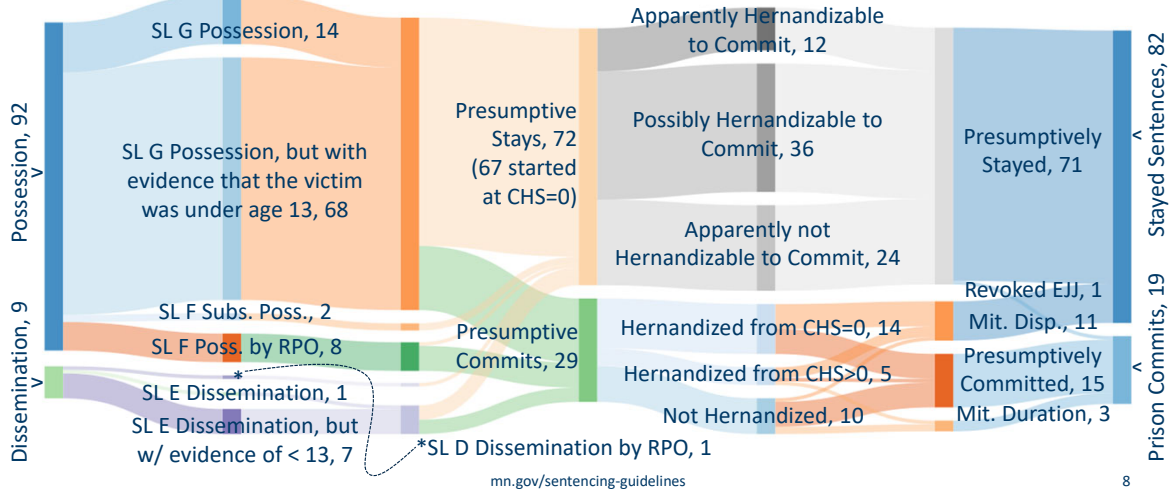 Possession, 92
>
Dissemination, 9
>
SL G Possession, 14
SL G Possession, but with
evidence that the victim
was under age 13, 68
SL F Subs. Poss., 2
SL F Poss. by RPO, 8
*
SL E Dissemination, 1
SL E Dissemination, but
w/ evidence of < 13, 7
*SL D Dissemination by RPO, 1
Presumptive
Stays, 72
(67 started
at CHS=0)
Presumptive
Commits, 29
Apparently Hernandizable
to Commit, 12
Possibly Hernandizable to
Commit, 36
Apparently not
Hernandizable to Commit, 24
Hernandized from CHS=0, 14
Hernandized from CHS>0, 5
Not Hernandized, 10
Presumptively
Stayed, 71
Revoked EJJ, 1
Mit. Disp., 11
Presumptively
Committed, 15
Mit. Duration, 3
Stayed Sentences, 82
<
Prison Commits, 19
<
mn.gov/sentencing-guidelines
8